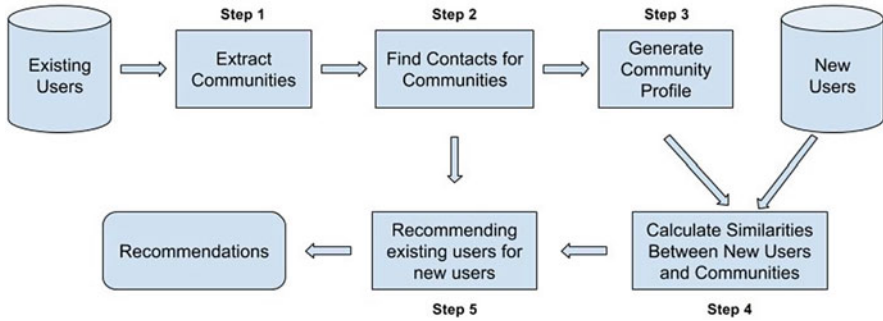 Step 1
Step 2
Step 3
Existing
Users
Extract
Communities
Find Contacts for
Communities
Generate
Community
Profile
New
Users
Recommendations
Recommending
existing users for
new users
Calculate Similarities
Between New Users
and Communities
Step 5
Step 4